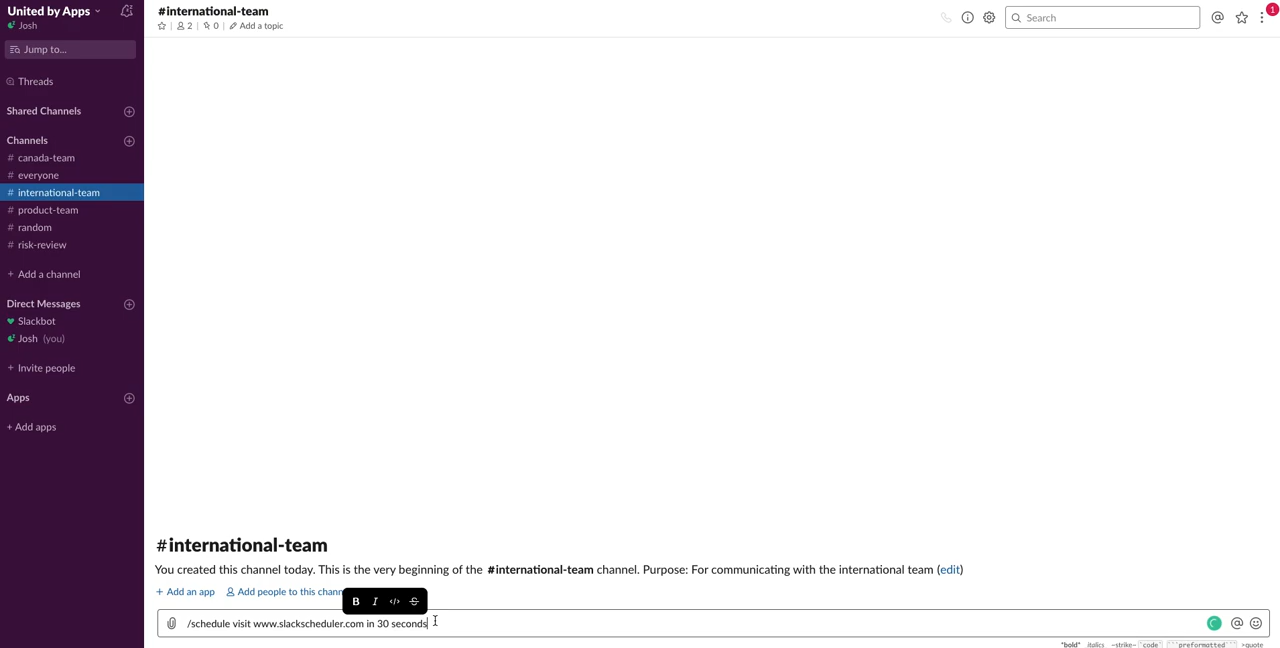 United by Apps
Josh
Jump to...
Threads
Shared Channels
Channels
# canada-team
# everyone
# international-team
# product-team
# random
# risk-review
+ Add a channel
Direct Messages
Slackbot
Josh (you)
+ Invite people
Apps
+ Add apps
#international-team
2 | 0 | Add a topic
Search
1
#international-team
You created this channel today. This is the very beginning of the #international-team channel. Purpose: For communicating with the international team (edit)
+ Add an app Add people to this chann
B I </> S
/schedule visit www.slackscheduler.com in 30 seconds
*bold* _italics_ ~strike~ `code` ```preformatted``` >quote